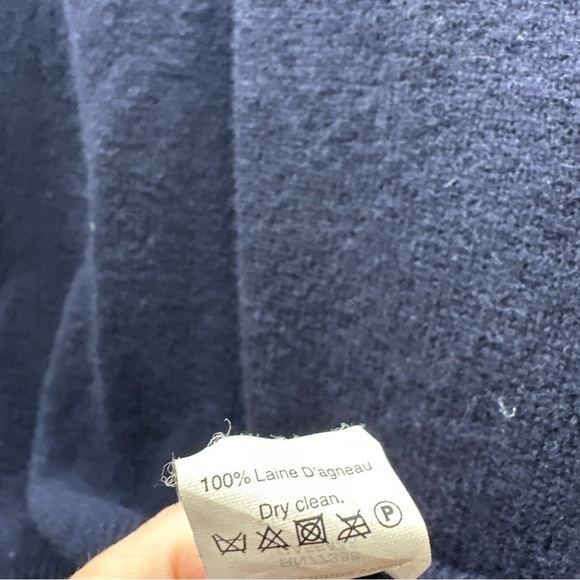 100% Laine D'agneau
Dry clean.
P